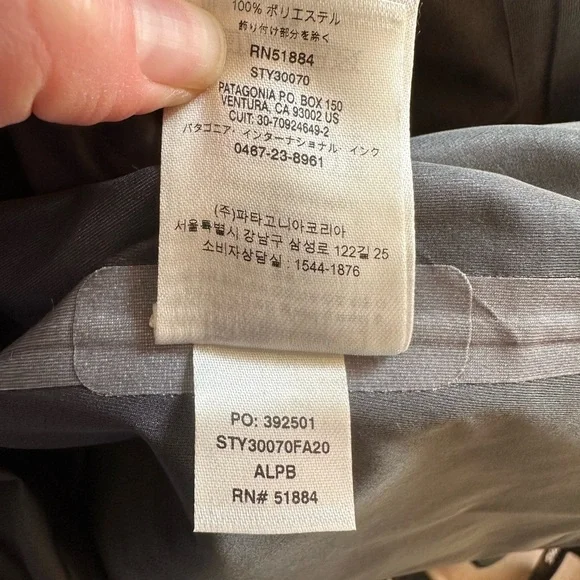 100% ポリエステル
飾り付け部分を除く
RN51884
STY30070
PATAGONIA P.O. BOX 150
VENTURA, CA 93002 US
CUIT: 30-70924649-2
パタゴニア・インターナショナル・インク
0467-23-8961
(주)파타고니아코리아
서울특별시 강남구 삼성로 122길 25
소비자상담실 : 1544-1876
PO: 392501
STY30070FA20
ALPB
RN# 51884